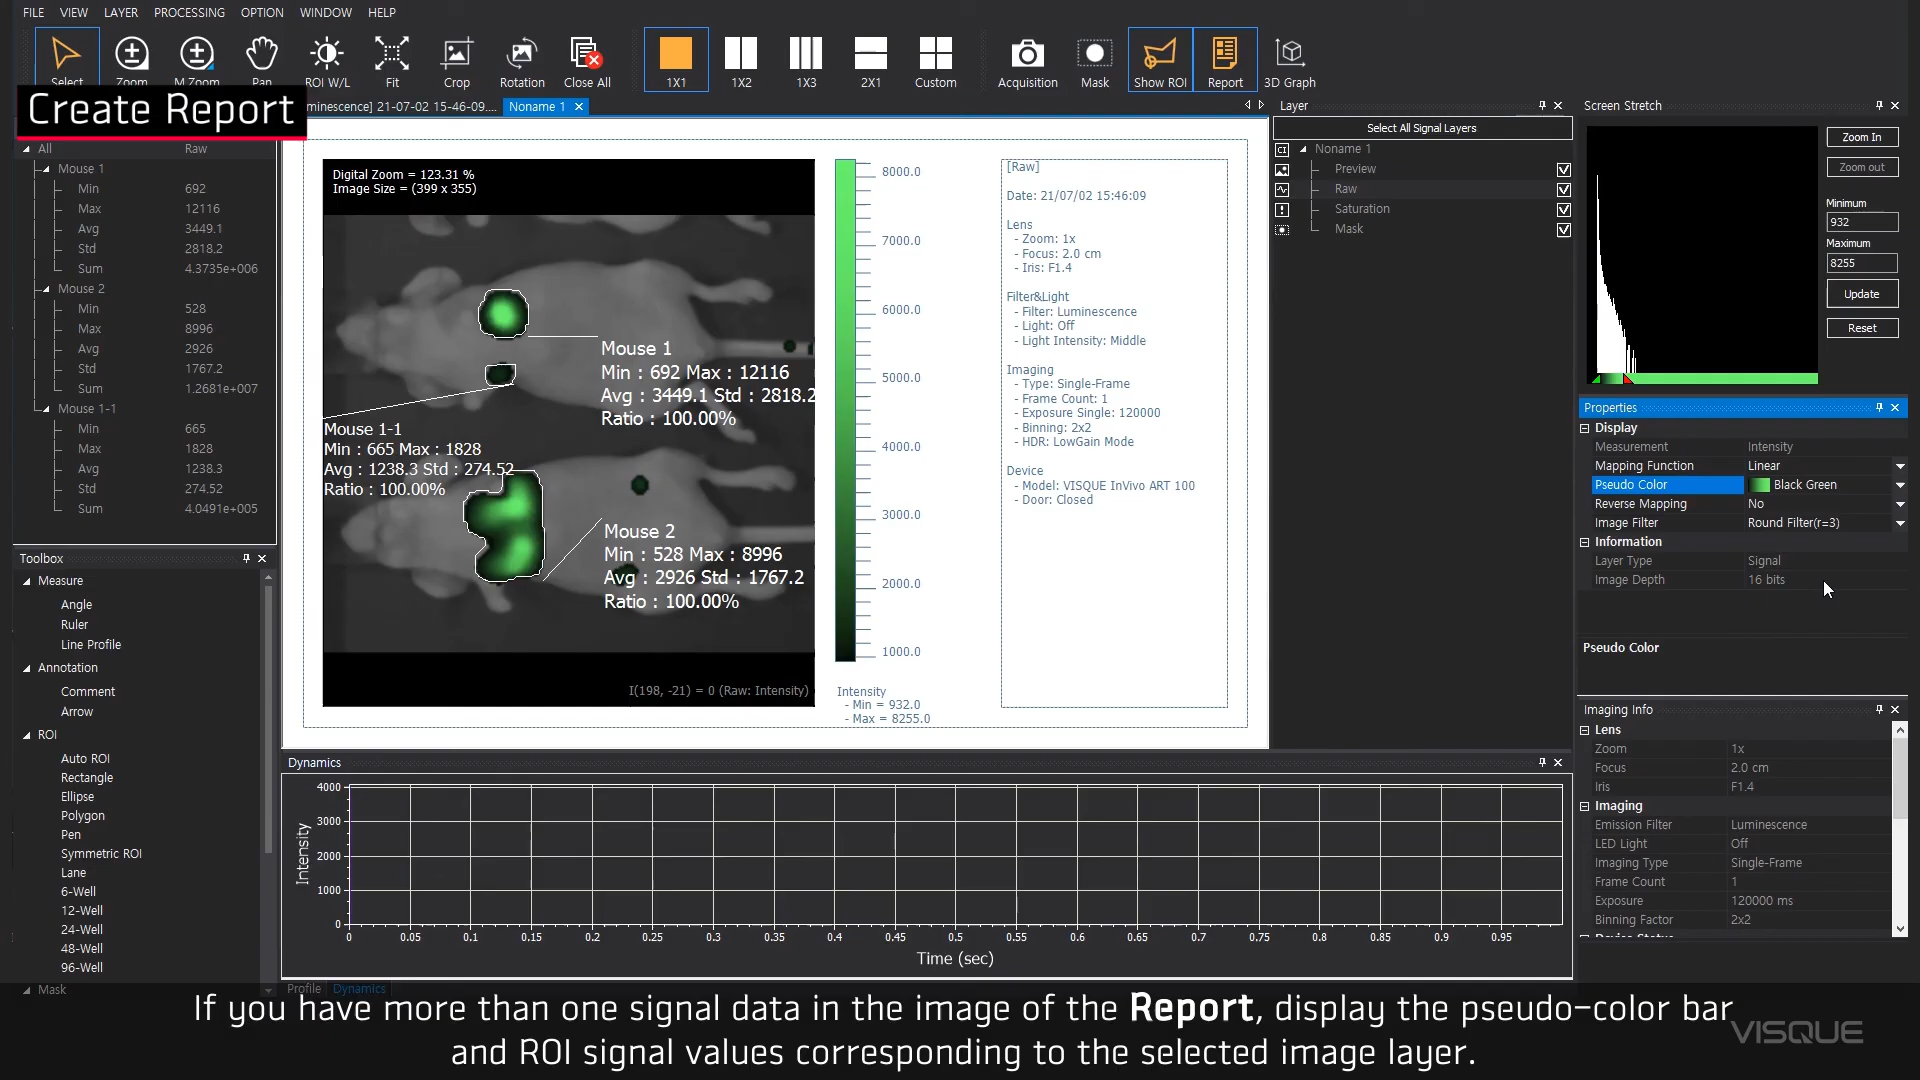 FILE VIEW LAYER PROCESSING OPTION WINDOW HELP
Select Zoom M.Zoom Pan ROI W/L Fit Crop Rotation Close All 1X1 1X2 1X3 2X1 Custom Acquisition Mask Show ROI Report 3D Graph
Create Report
minescence] 21-07-02 15-46-09.... Noname 1
All Raw
Mouse 1
Min 692
Max 12116
Avg 3449.1
Std 2818.2
Sum 4.3735e+006
Mouse 2
Min 528
Max 8996
Avg 2926
Std 1767.2
Sum 1.2681e+007
Mouse 1-1
Min 665
Max 1828
Avg 1238.3
Std 274.52
Sum 4.0491e+005
Toolbox
Measure
Angle
Ruler
Line Profile
Annotation
Comment
Arrow
ROI
Auto ROI
Rectangle
Ellipse
Polygon
Pen
Symmetric ROI
Lane
6-Well
12-Well
24-Well
48-Well
96-Well
Mask
Digital Zoom = 123.31 %
Image Size = (399 x 355)
Mouse 1
Min : 692 Max : 12116
Avg : 3449.1 Std : 2818.2
Ratio : 100.00%
Mouse 1-1
Min : 665 Max : 1828
Avg : 1238.3 Std : 274.52
Ratio : 100.00%
Mouse 2
Min : 528 Max : 8996
Avg : 2926 Std : 1767.2
Ratio : 100.00%
I(198, -21) = 0 (Raw: Intensity)
8000.0
7000.0
6000.0
5000.0
4000.0
3000.0
2000.0
1000.0
Intensity
- Min = 932.0
- Max = 8255.0
[Raw]
Date: 21/07/02 15:46:09
Lens
- Zoom: 1x
- Focus: 2.0 cm
- Iris: F1.4
Filter&Light
- Filter: Luminescence
- Light: Off
- Light Intensity: Middle
Imaging
- Type: Single-Frame
- Frame Count: 1
- Exposure Single: 120000
- Binning: 2x2
- HDR: LowGain Mode
Device
- Model: VISQUE InVivo ART 100
- Door: Closed
Dynamics
4000
3000
2000
1000
0
Intensity
0 0.05 0.1 0.15 0.2 0.25 0.3 0.35 0.4 0.45 0.5 0.55 0.6 0.65 0.7 0.75 0.8 0.85 0.9 0.95
Time (sec)
Profile Dynamics
Layer
Select All Signal Layers
CI Noname 1
Preview
Raw
Saturation
Mask
Screen Stretch
Zoom In
Zoom out
Minimum
932
Maximum
8255
Update
Reset
Properties
Display
Measurement Intensity
Mapping Function Linear
Pseudo Color Black Green
Reverse Mapping No
Image Filter Round Filter(r=3)
Information
Layer Type Signal
Image Depth 16 bits
Pseudo Color
Imaging Info
Lens
Zoom 1x
Focus 2.0 cm
Iris F1.4
Imaging
Emission Filter Luminescence
LED Light Off
Imaging Type Single-Frame
Frame Count 1
Exposure 120000 ms
Binning Factor 2x2
Device Status
If you have more than one signal data in the image of the Report, display the pseudo-color bar
and ROI signal values corresponding to the selected image layer.
VISQUE